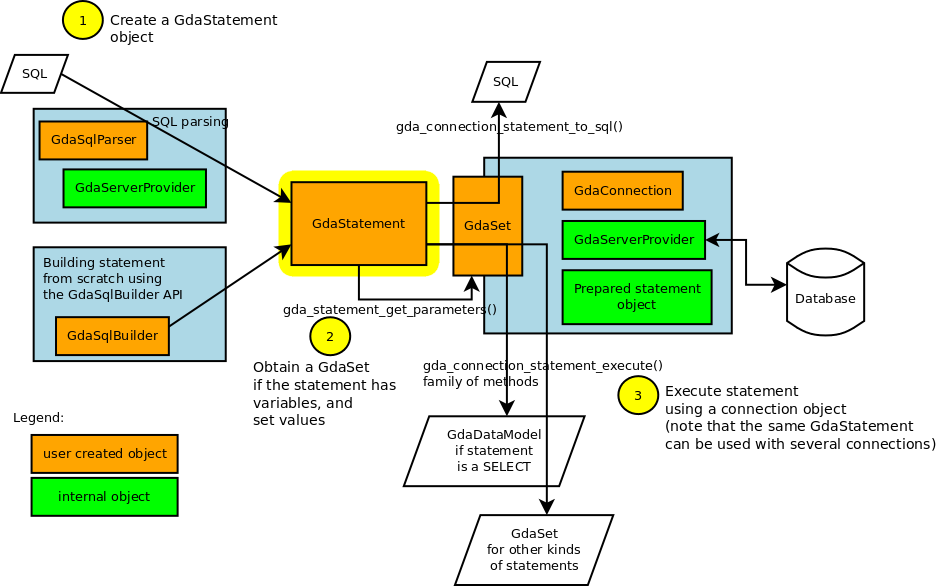 1
Create a GdaStatement
object
SQL
SQL parsing
GdaSqlParser
GdaServerProvider
Building statement
from scratch using
the GdaSqlBuilder API
GdaSqlBuilder
GdaStatement
gda_statement_get_parameters()
2
Obtain a GdaSet
if the statement has
variables, and
set values
SQL
gda_connection_statement_to_sql()
GdaSet
GdaConnection
GdaServerProvider
Prepared statement
object
Database
gda_connection_statement_execute()
family of methods
3
Execute statement
using a connection object
(note that the same GdaStatement
can be used with several connections)
GdaDataModel
if statement
is a SELECT
GdaSet
for other kinds
of statements
Legend:
user created object
internal object